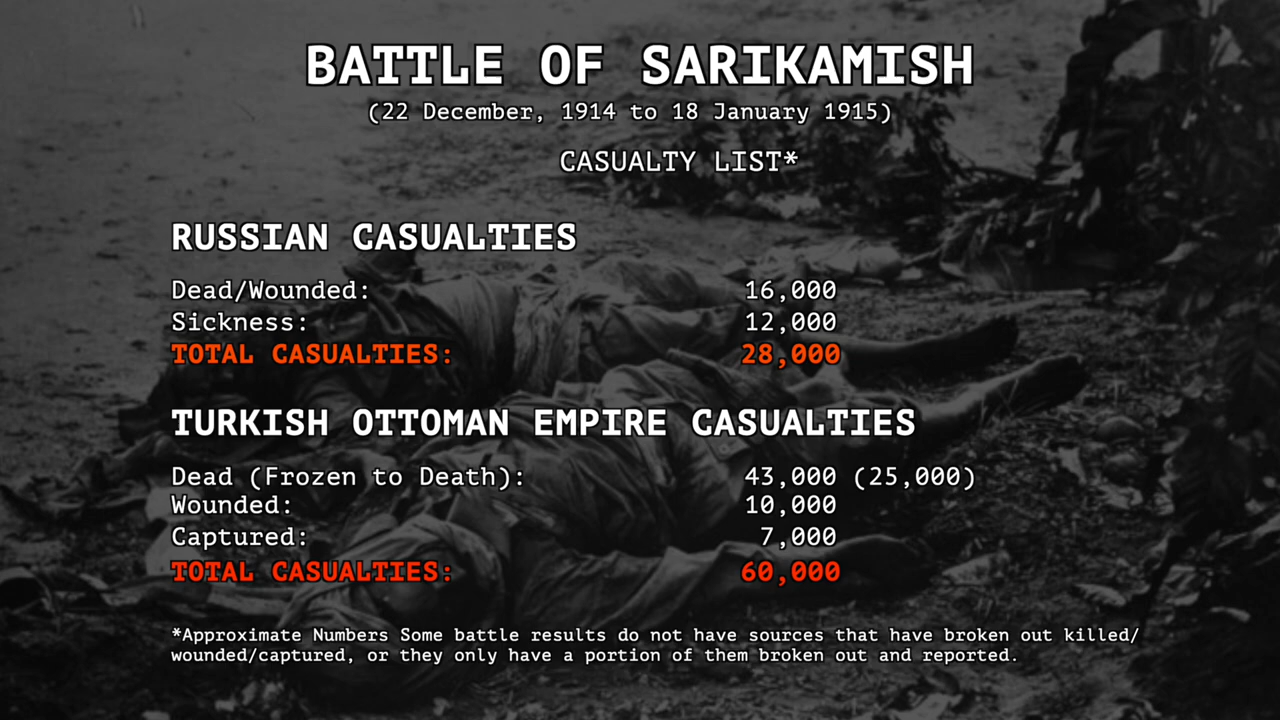 BATTLE OF SARIKAMISH
(22 December, 1914 to 18 January 1915)
CASUALTY LIST*
RUSSIAN CASUALTIES
Dead/Wounded: 16,000
Sickness: 12,000
TOTAL CASUALTIES: 28,000
TURKISH OTTOMAN EMPIRE CASUALTIES
Dead (Frozen to Death): 43,000 (25,000)
Wounded: 10,000
Captured: 7,000
TOTAL CASUALTIES: 60,000
*Approximate Numbers Some battle results do not have sources that have broken out killed/
wounded/captured, or they only have a portion of them broken out and reported.